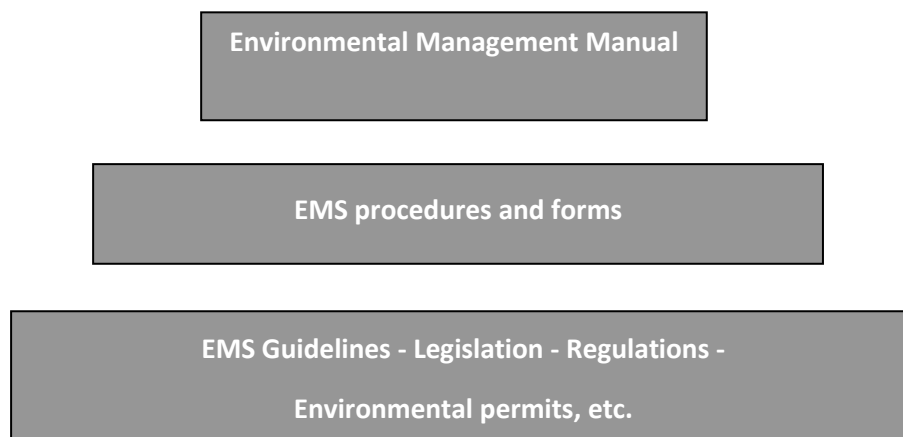 Environmental Management Manual
EMS procedures and forms
EMS Guidelines - Legislation - Regulations -
Environmental permits, etc.